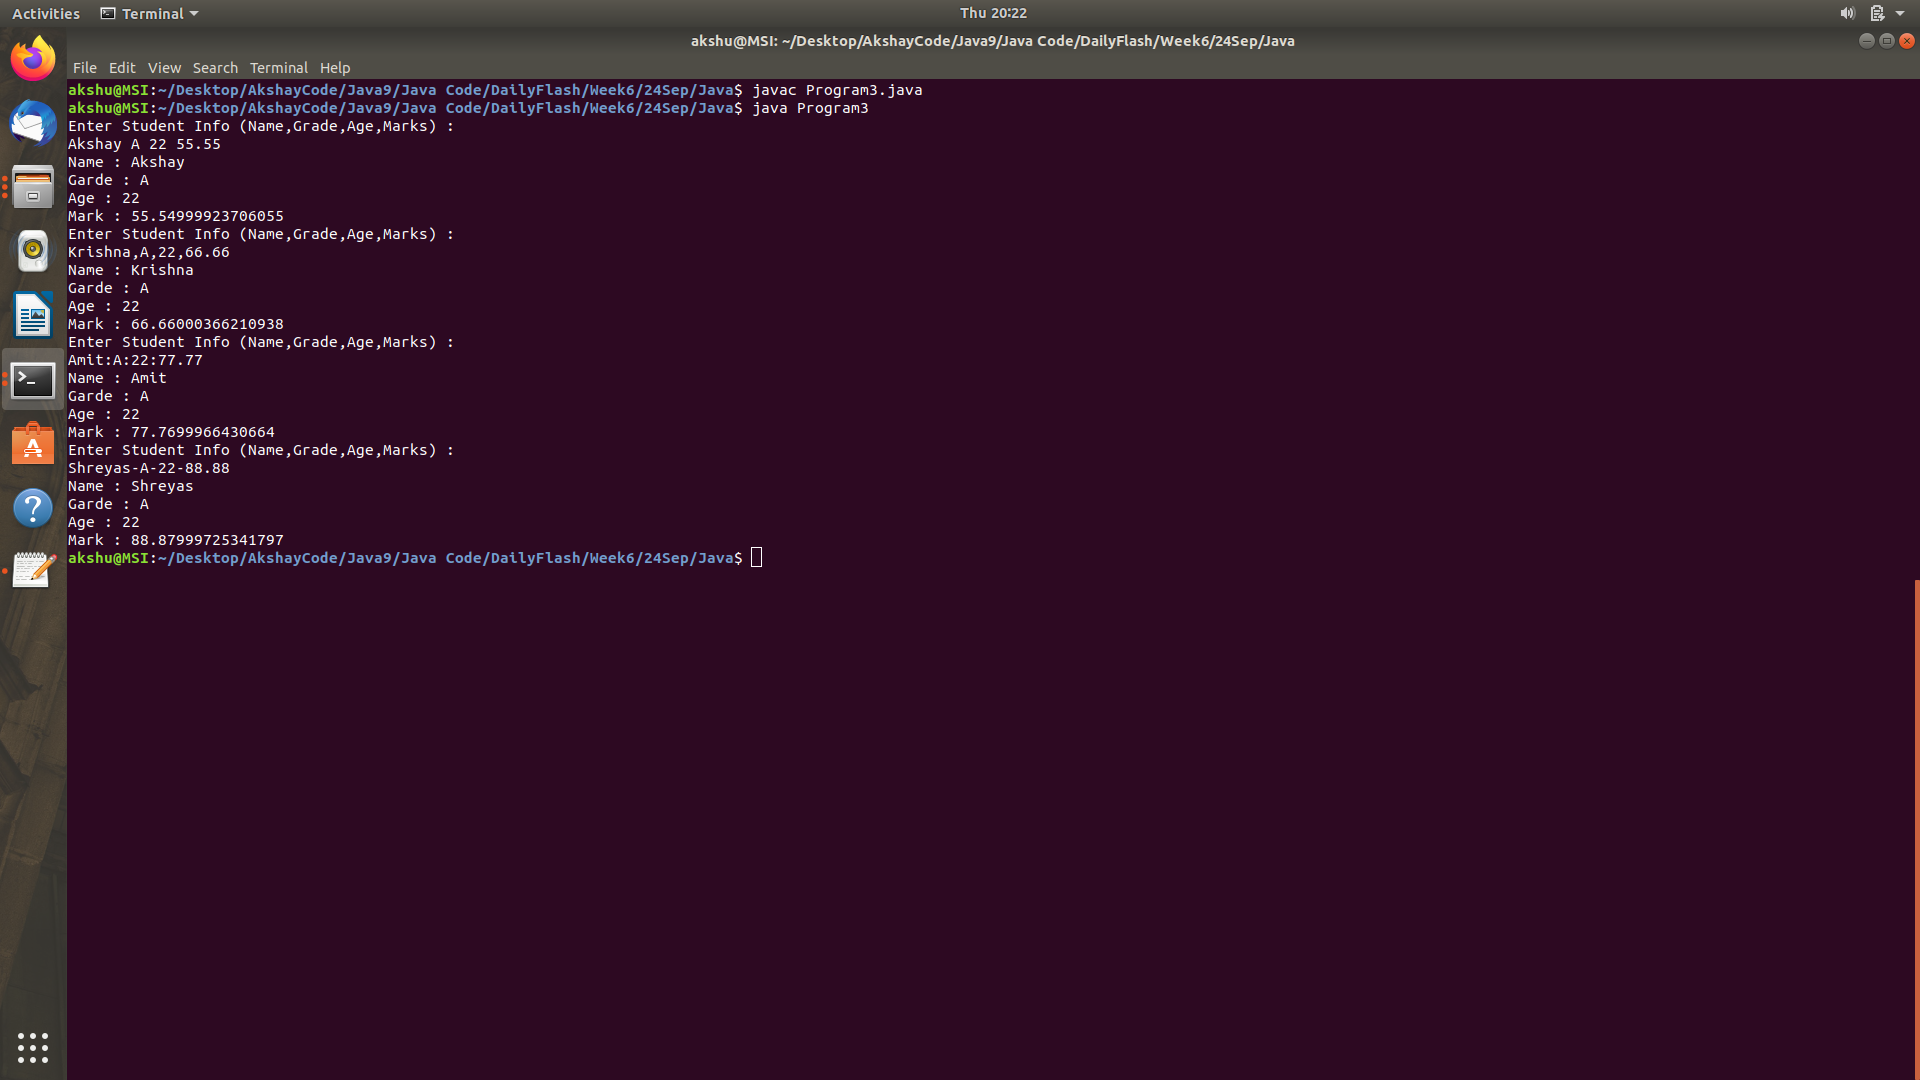 Activities Terminal Thu 20:22
akshu@MSI: ~/Desktop/AkshayCode/Java9/Java Code/DailyFlash/Week6/24Sep/Java
File Edit View Search Terminal Help
akshu@MSI:~/Desktop/AkshayCode/Java9/Java Code/DailyFlash/Week6/24Sep/Java$ javac Program3.java
akshu@MSI:~/Desktop/AkshayCode/Java9/Java Code/DailyFlash/Week6/24Sep/Java$ java Program3
Enter Student Info (Name,Grade,Age,Marks) :
Akshay A 22 55.55
Name : Akshay
Garde : A
Age : 22
Mark : 55.54999923706055
Enter Student Info (Name,Grade,Age,Marks) :
Krishna,A,22,66.66
Name : Krishna
Garde : A
Age : 22
Mark : 66.66000366210938
Enter Student Info (Name,Grade,Age,Marks) :
Amit:A:22:77.77
Name : Amit
Garde : A
Age : 22
Mark : 77.7699966430664
Enter Student Info (Name,Grade,Age,Marks) :
Shreyas-A-22-88.88
Name : Shreyas
Garde : A
Age : 22
Mark : 88.87999725341797
akshu@MSI:~/Desktop/AkshayCode/Java9/Java Code/DailyFlash/Week6/24Sep/Java$